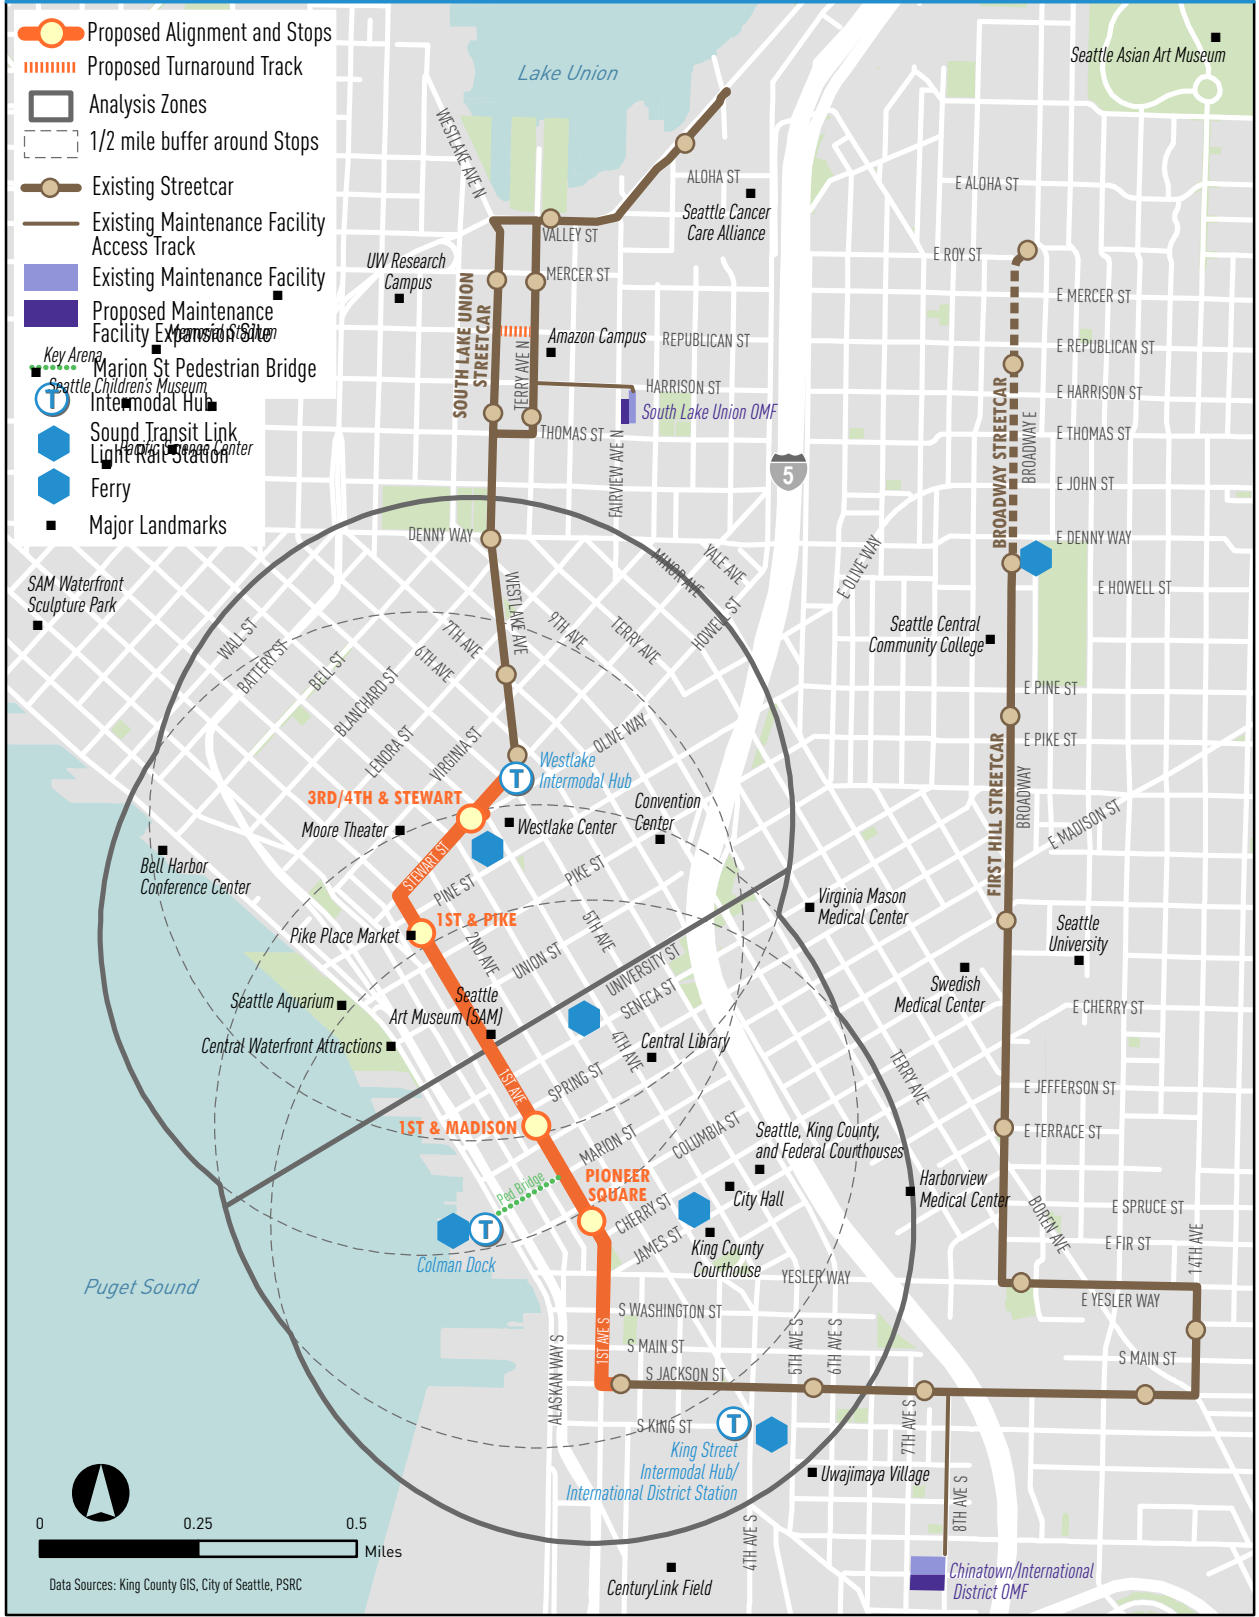 Proposed Alignment and Stops
Proposed Turnaround Track
Analysis Zones
1/2 mile buffer around Stops
Existing Streetcar
Existing Maintenance Facility
Access Track
Existing Maintenance Facility
Proposed Maintenance
Facility Expansion Site
Memorial Stadium
Key Arena
Marion St Pedestrian Bridge
Seattle Children's Museum
T
Intermodal Hub
Sound Transit Link
Light Rail Station
Pacific Science Center
Ferry
Major Landmarks
Lake Union
Seattle Asian Art Museum
WESTLAKE AVE N
ALOHA ST
Seattle Cancer
Care Alliance
E ALOHA ST
VALLEY ST
E ROY ST
UW Research
Campus
MERCER ST
E MERCER ST
SOUTH LAKE UNION
STREETCAR
TERRY AVE N
Amazon Campus
REPUBLICAN ST
E REPUBLICAN ST
HARRISON ST
E HARRISON ST
South Lake Union OMF
THOMAS ST
E THOMAS ST
FAIRVIEW AVE N
5
BROADWAY STREETCAR
BROADWAY E
E JOHN ST
DENNY WAY
E DENNY WAY
E HOWELL ST
E OLIVE WAY
MINOR AVE
YALE AVE
SAM Waterfront
Sculpture Park
WESTLAKE AVE
9TH AVE
TERRY AVE
HOWELL ST
WALL ST
BATTERY ST
BELL ST
BLANCHARD ST
LENORA ST
VIRGINIA ST
7TH AVE
6TH AVE
OLIVE WAY
Seattle Central
Community College
E PINE ST
E PIKE ST
Westlake
Intermodal Hub
T
3RD/4TH & STEWART
Moore Theater
Westlake Center
Convention
Center
FIRST HILL STREETCAR
BROADWAY
E MADISON ST
Bell Harbor
Conference Center
STEWART ST
PINE ST
PIKE ST
1ST & PIKE
Pike Place Market
2ND AVE
UNION ST
5TH AVE
UNIVERSITY ST
SENECA ST
Virginia Mason
Medical Center
Seattle
University
Swedish
Medical Center
Seattle Aquarium
Seattle
Art Museum (SAM)
Central Waterfront Attractions
4TH AVE
Central Library
E CHERRY ST
1ST AVE
SPRING ST
TERRY AVE
E JEFFERSON ST
1ST & MADISON
MARION ST
COLUMBIA ST
Seattle, King County,
and Federal Courthouses
E TERRACE ST
Ped Bridge
PIONEER
SQUARE
City Hall
Harborview
Medical Center
CHERRY ST
JAMES ST
King County
Courthouse
BOREN AVE
E SPRUCE ST
E FIR ST
14TH AVE
T
Colman Dock
Puget Sound
YESLER WAY
E YESLER WAY
S WASHINGTON ST
S MAIN ST
S MAIN ST
S JACKSON ST
1ST AVE S
ALASKAN WAY S
5TH AVE S
6TH AVE S
S KING ST
T
King Street
Intermodal Hub/
International District Station
7TH AVE S
Uwajimaya Village
8TH AVE S
4TH AVE S
CenturyLink Field
Chinatown/International
District OMF
0 0.25 0.5
Miles
Data Sources: King County GIS, City of Seattle, PSRC